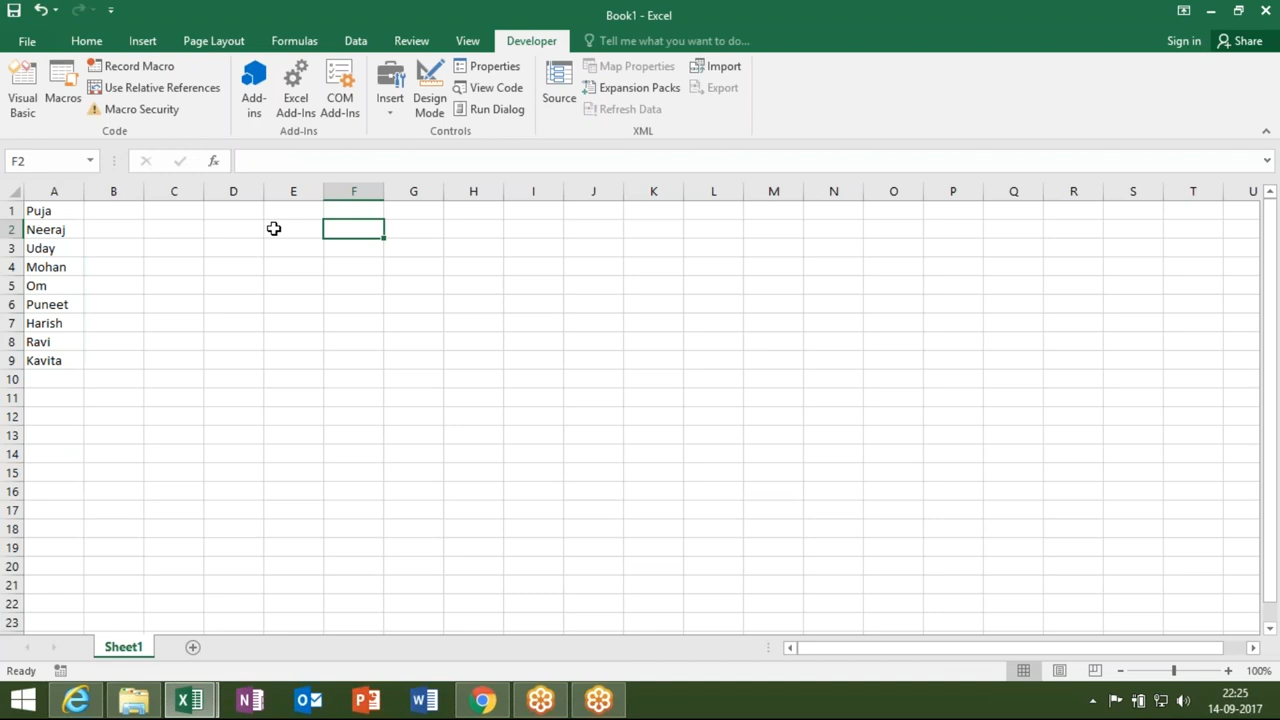 Book1 - Excel
File Home Insert Page Layout Formulas Data Review View Developer Tell me what you want to do... Sign in Share
Visual Basic
Macros
Record Macro
Use Relative References
Macro Security
Code
Add-ins
Excel Add-Ins
COM Add-Ins
Add-Ins
Insert
Design Mode
Properties
View Code
Run Dialog
Controls
Source
Map Properties
Expansion Packs
Refresh Data
Import
Export
XML
F2 fx
A B C D E F G H I J K L M N O P Q R S T U
1 Puja
2 Neeraj
3 Uday
4 Mohan
5 Om
6 Puneet
7 Harish
8 Ravi
9 Kavita
10
11
12
13
14
15
16
17
18
19
20
21
22
23
Sheet1
Ready 100%
22:25
14-09-2017